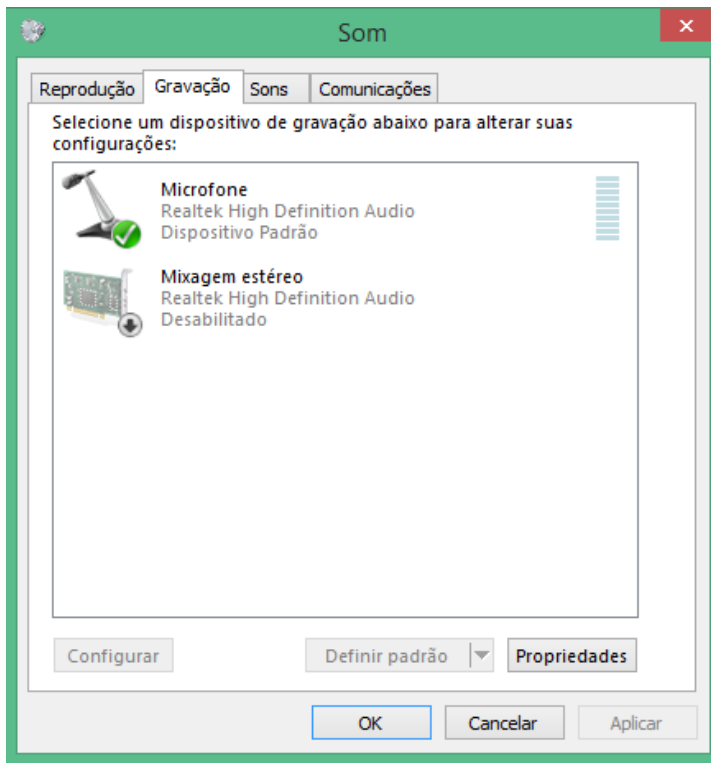 Som
Reprodução Gravação Sons Comunicações
Selecione um dispositivo de gravação abaixo para alterar suas
configurações:
Microfone
Realtek High Definition Audio
Dispositivo Padrão
Mixagem estéreo
Realtek High Definition Audio
Desabilitado
Configurar Definir padrão Propriedades
OK Cancelar Aplicar